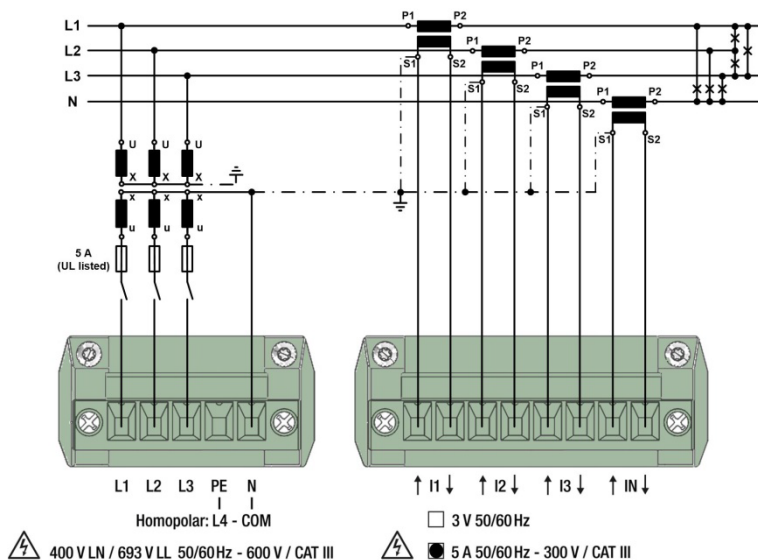 L1
P1 P2
L2
P1 P2
S1 S2
L3
P1 P2
S1 S2
N
P1 P2
S1 S2
S1 S2
U U U
X X X
X X X
u u u
5 A
(UL listed)
L1 L2 L3 PE N
I1 I2 I3 IN
Homopolar: L4 - COM
3 V 50/60 Hz
400 V LN / 693 V LL 50/60 Hz - 600 V / CAT III
5 A 50/60 Hz - 300 V / CAT III